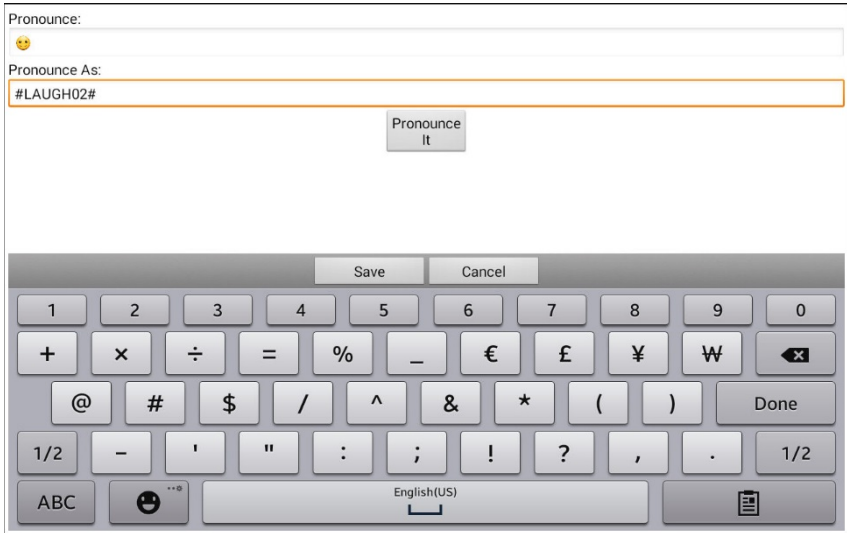 Pronounce:
😶
Pronounce As:
#LAUGH02#
Pronounce
It
Save Cancel
1 2 3 4 5 6 7 8 9 0
+ × ÷ = % _ € £ ¥ ₩
@ # $ / ^ & * ( ) Done
1/2 - ' " : ; ! ? , . 1/2
ABC English(US)